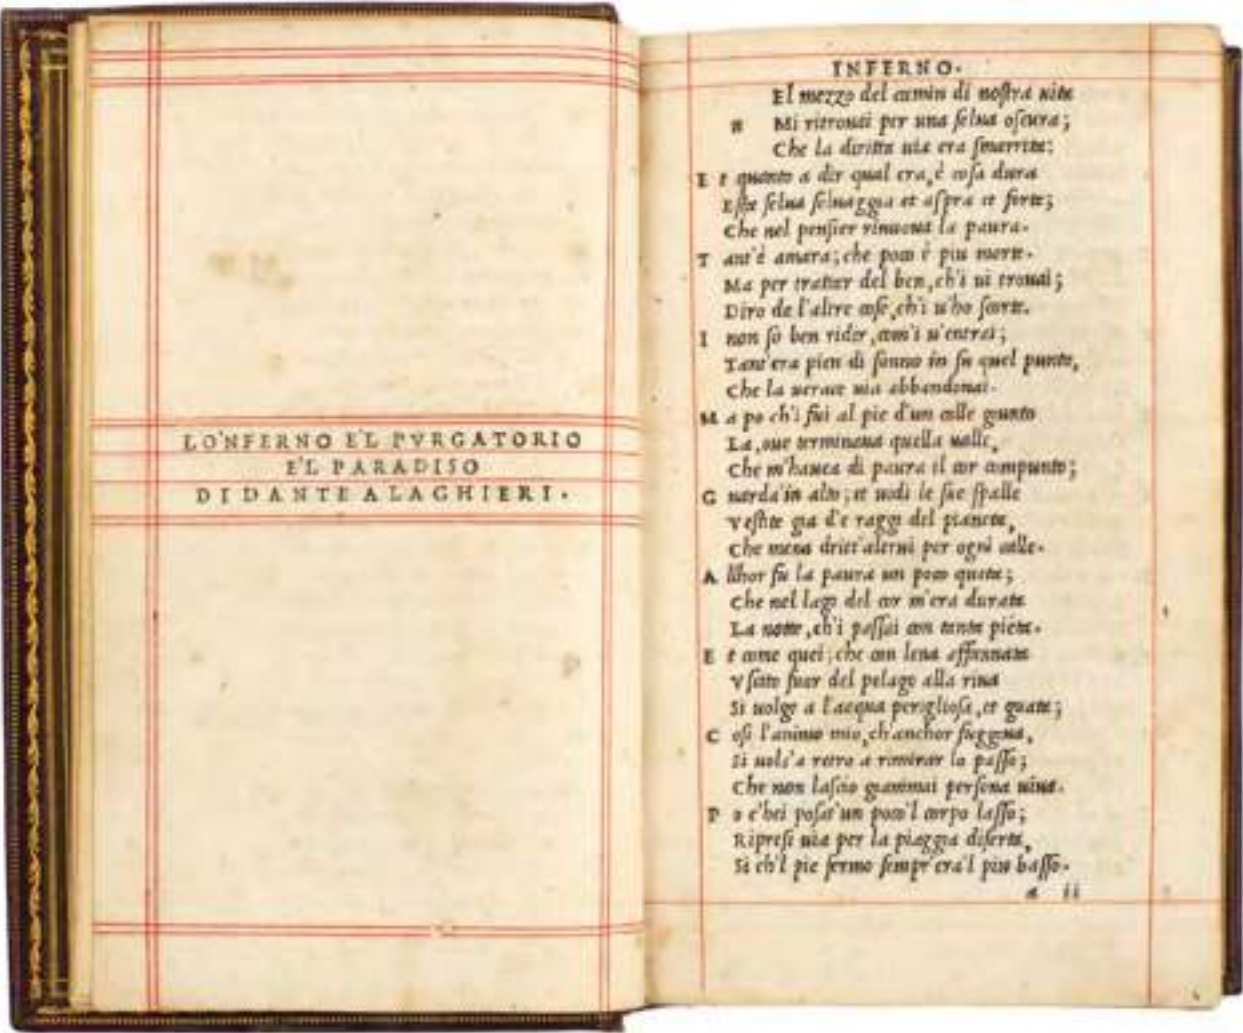 LO'NFERNO E'L PVRGATORIO
E'L PARADISO
DI DANTE ALAGHIERI.
INFERNO.
El mezzo del camin di noſtra uita
N Mi ritrouai per una ſelua oſcura;
Che la diritta uia era ſmarrita:
E t quanto a dir qual era, è coſa dura
Eſta ſelua ſeluaggia et aſpra et forte;
Che nel penſier rinuoua la paura.
T ant'è amara; che poco è piu morte.
Ma per trattar del ben, ch'i ui trouai;
Diro de l'altre coſe, ch'i u'ho ſcorte.
I non ſo ben ridir, com'i u'entrai;
Tant'era pien di ſonno in ſu quel punto,
Che la uerace uia abbandonai.
M a po ch'i fui al pie d'un colle giunto
La, oue terminaua quella ualle,
Che m'hauea di paura il cor compunto;
G uarda'in alto; et uidi le ſue ſpalle
Veſtite gia d'e raggi del pianeta,
Che mena dritt'altrui per ogni calle.
A llhor fu la paura un poco queta;
Che nel lago del cor m'era durata
La notte, ch'i paſſai con tanta pièta.
E t come quei; che con lena affannata
Vſcito fuor del pelago alla riua
Si uolge a l'acqua periglioſa, et guata;
C oſi l'animo mio, ch'anchor fuggiua,
Si uols'a retro a rimirar lo paſſo;
Che non laſcio giammai perſona uiua.
P o c'hei poſat'un poco'l corpo laſſo;
Ripreſi uia per la piaggia diſerta,
Si ch'l pie fermo ſempr'era'l piu baſſo.
a ii